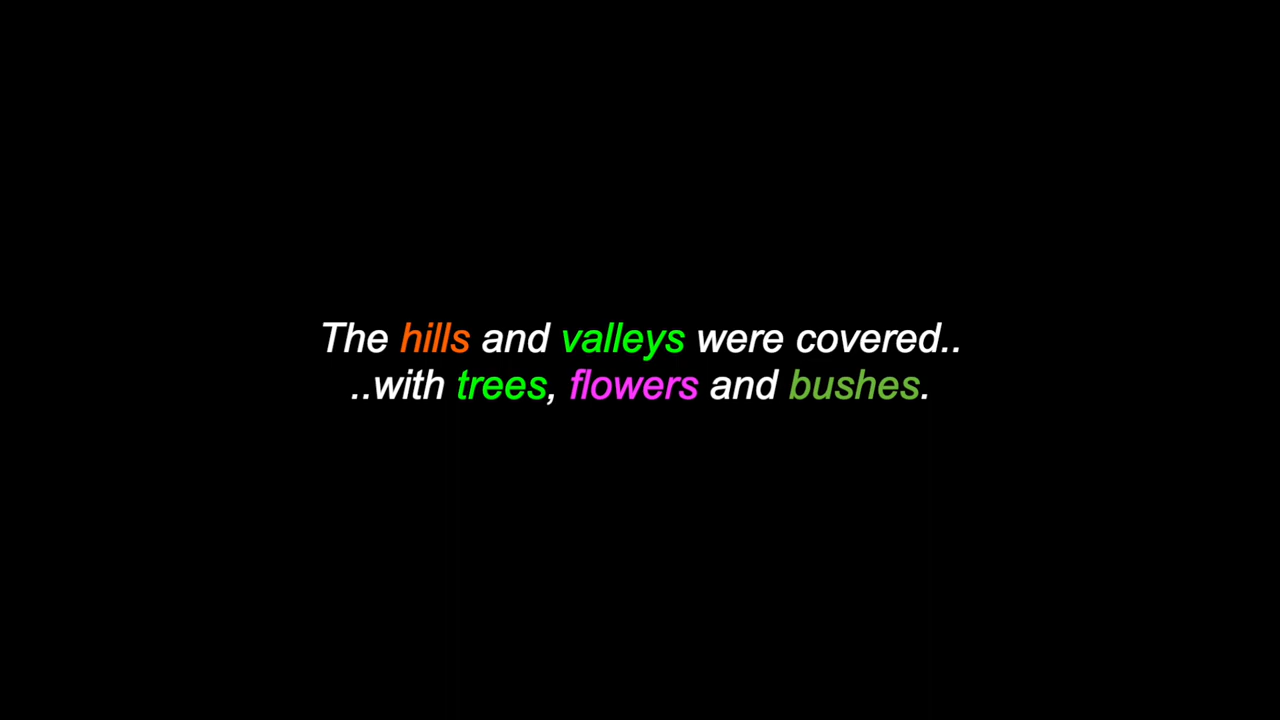 The hills and valleys were covered..
..with trees, flowers and bushes.